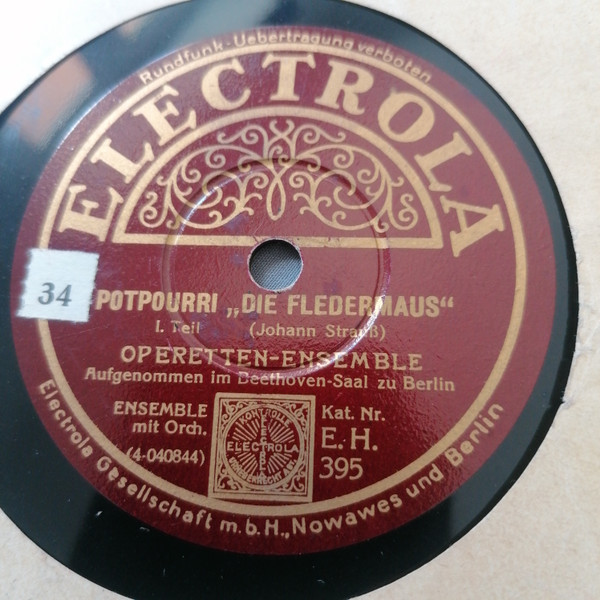 Rundfunk-Uebertragung verboten
ELECTROLA
34
POTPOURRI „DIE FLEDERMAUS“
I. Teil (Johann Strauß)
OPERETTEN-ENSEMBLE
Aufgenommen im Beethoven-Saal zu Berlin
ENSEMBLE
mit Orch.
(4-040844)
KONTROLLE
ELECTROLA
Kat. Nr.
E.H.
395
Electrola Gesellschaft m.b.H., Nowawes und Berlin